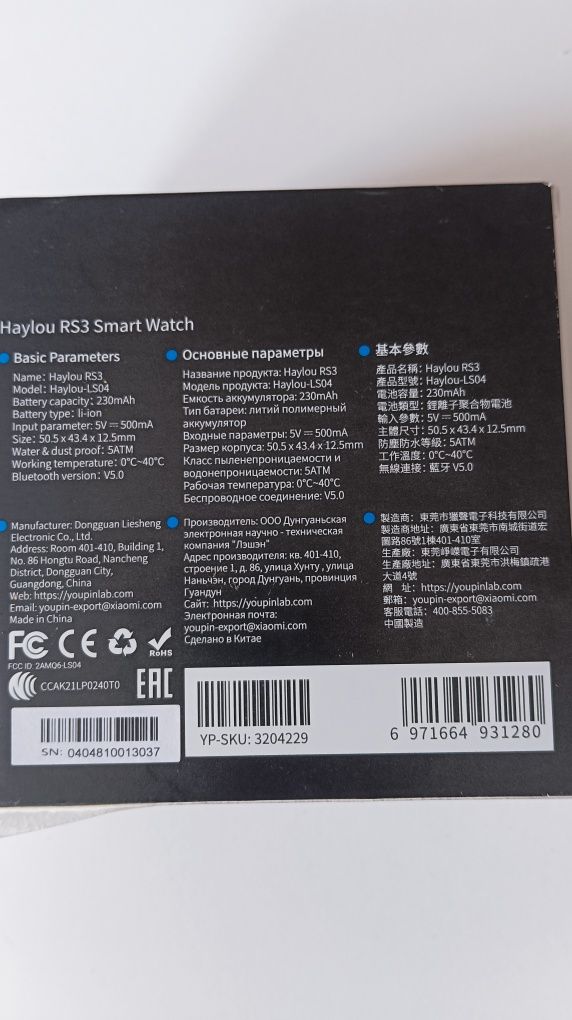 Haylou RS3 Smart Watch
Basic Parameters
Name: Haylou RS3
Model: Haylou-LS04
Battery capacity: 230mAh
Battery type: li-ion
Input parameter: 5V ⎓ 500mA
Size: 50.5 x 43.4 x 12.5mm
Water & dust proof: 5ATM
Working temperature: 0°C~40°C
Bluetooth version: V5.0
Основные параметры
Название продукта: Haylou RS3
Модель продукта: Haylou-LS04
Емкость аккумулятора: 230mAh
Тип батареи: литий полимерный
аккумулятор
Входные параметры: 5V ⎓ 500mA
Размер корпуса: 50.5 x 43.4 x 12.5mm
Класс пыленепроницаемости и
водонепроницаемости: 5ATM
Рабочая температура: 0°C~40°C
Беспроводное соединение: V5.0
基本參數
產品名稱: Haylou RS3
產品型號: Haylou-LS04
電池容量: 230mAh
電池類型: 鋰離子聚合物電池
輸入參數: 5V ⎓ 500mA
主體尺寸: 50.5 x 43.4 x 12.5mm
防塵防水等級: 5ATM
工作溫度: 0°C~40°C
無線連接: 藍牙 V5.0
Manufacturer: Dongguan Liesheng
Electronic Co., Ltd.
Address: Room 401-410, Building 1,
No. 86 Hongtu Road, Nancheng
District, Dongguan City,
Guangdong, China
Web: https://youpinlab.com
Email: youpin-export@xiaomi.com
Made in China
Производитель: ООО Дунгуаньская
электронная научно - техническая
компания "Лэшэн"
Адрес производителя: кв. 401-410,
строение 1, д. 86, улица Хунту , улица
Наньчэн, город Дунгуань, провинция
Гуандун
Сайт: https://youpinlab.com
Электронная почта:
youpin-export@xiaomi.com
Сделано в Китае
製造商: 東莞市獵聲電子科技有限公司
製造商地址: 廣東省東莞市南城街道宏
圖路86號1棟401-410室
生產廠: 東莞崢嶸電子有限公司
生產廠地址: 廣東省東莞市洪梅鎮疏港
大道4號
網 址: https://youpinlab.com
郵箱: youpin-export@xiaomi.com
客服電話: 400-855-5083
中國製造
FC CE RoHS
FCC ID 2AMQ6-LS04
CCAK21LP0240T0 EAC
SN: 0404810013037
YP-SKU: 3204229
6 971664 931280